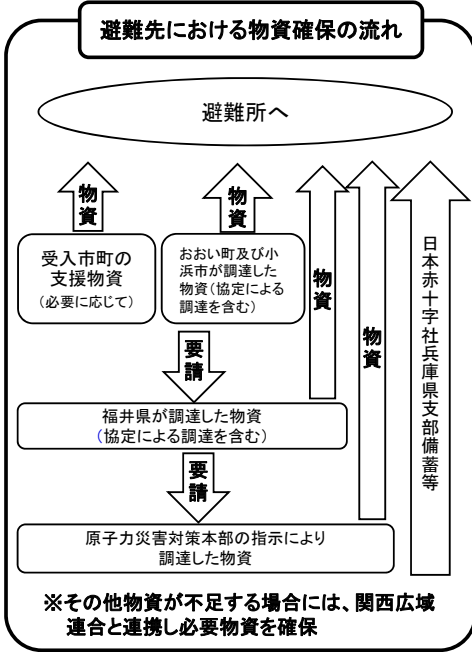 避難先における物資確保の流れ
避難所へ
物資
物資
物資
物資
日本赤十字社兵庫県支部備蓄等
受入市町の
支援物資
(必要に応じて)
おおい町及び小
浜市が調達した
物資(協定による
調達を含む)
要請
福井県が調達した物資
(協定による調達を含む)
要請
原子力災害対策本部の指示により
調達した物資
※その他物資が不足する場合には、関西広域
連合と連携し必要物資を確保